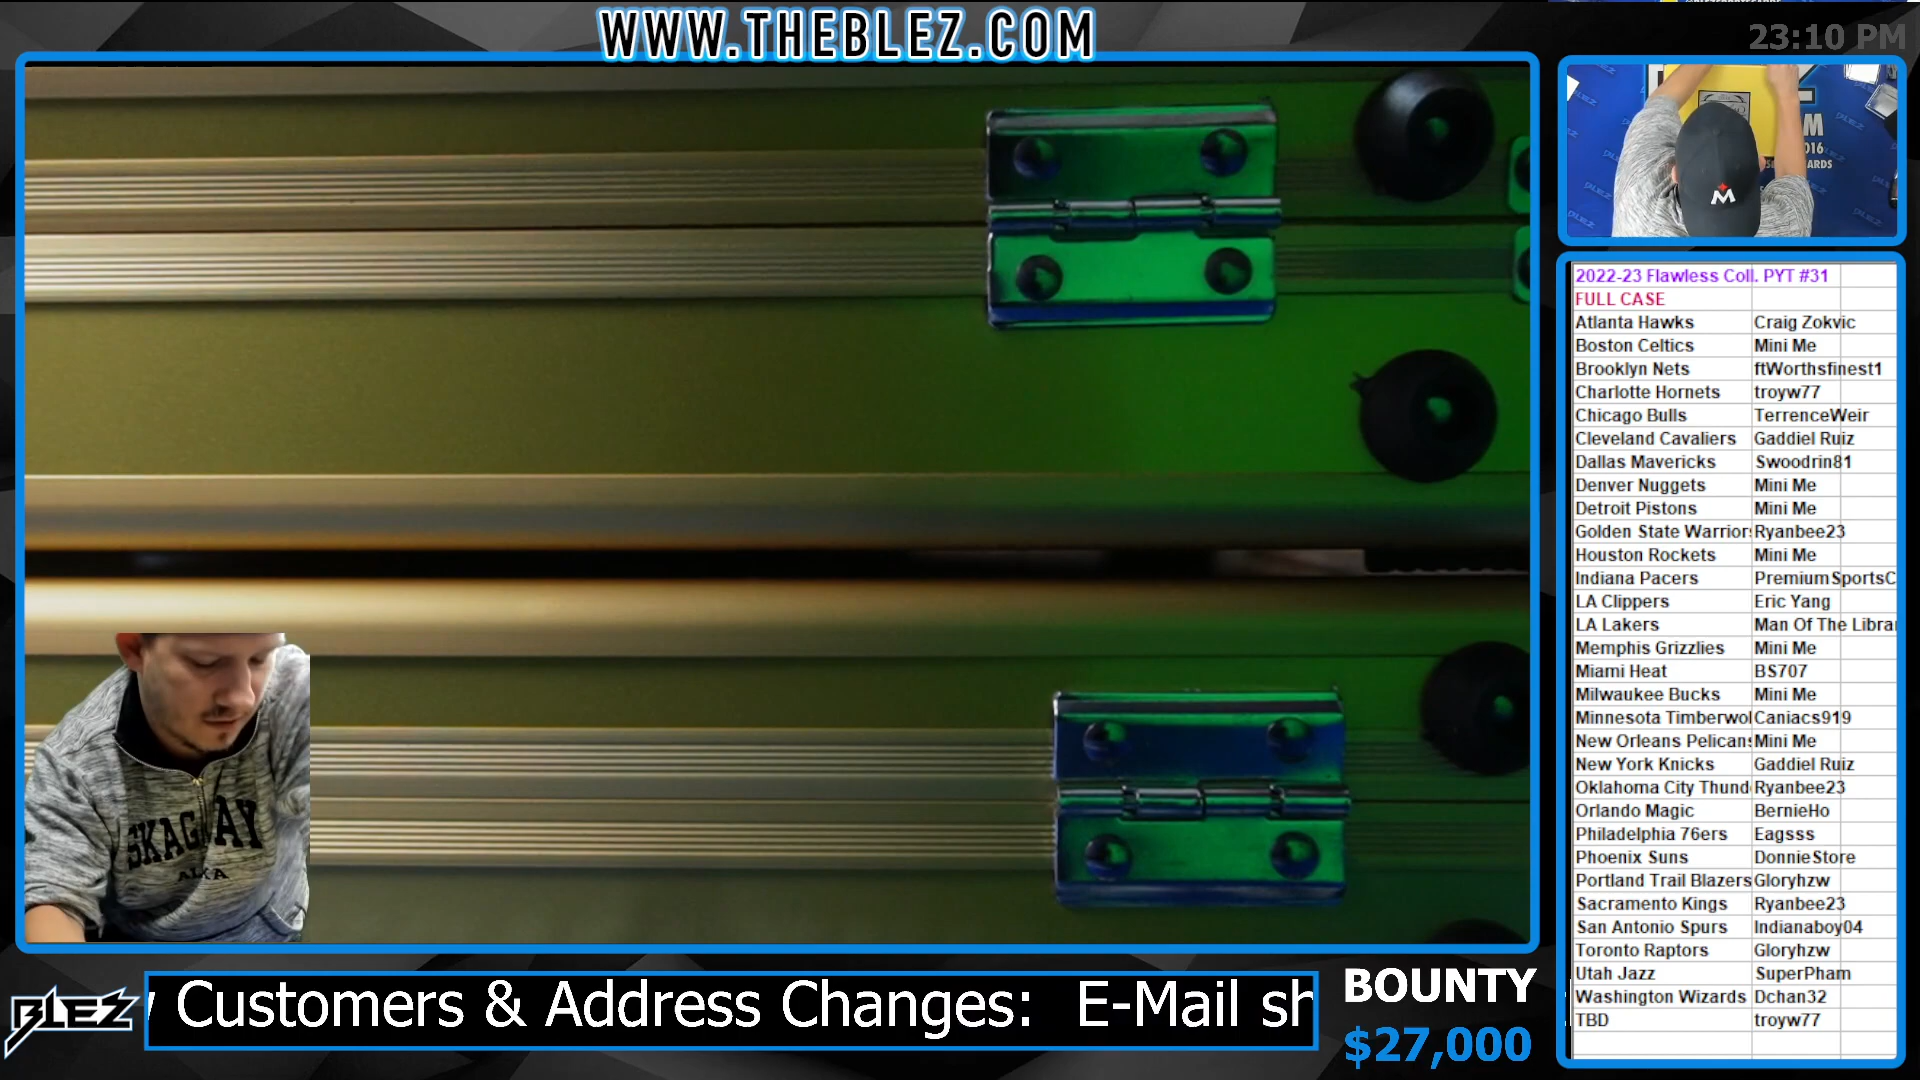 WWW.THEBLEZ.COM
23:10 PM
M
016
ARDS
M
2022-23 Flawless Coll. PYT #31
FULL CASE
Atlanta Hawks Craig Zokvic
Boston Celtics Mini Me
Brooklyn Nets ftWorthsfinest1
Charlotte Hornets troyw77
Chicago Bulls TerrenceWeir
Cleveland Cavaliers Gaddiel Ruiz
Dallas Mavericks Swoodrin81
Denver Nuggets Mini Me
Detroit Pistons Mini Me
Golden State Warriors Ryanbee23
Houston Rockets Mini Me
Indiana Pacers PremiumSportsC
LA Clippers Eric Yang
LA Lakers Man Of The Librar
Memphis Grizzlies Mini Me
Miami Heat BS707
Milwaukee Bucks Mini Me
Minnesota Timberwol Caniacs919
New Orleans Pelicans Mini Me
New York Knicks Gaddiel Ruiz
Oklahoma City Thund Ryanbee23
Orlando Magic BernieHo
Philadelphia 76ers Eagsss
Phoenix Suns DonnieStore
Portland Trail Blazers Gloryhzw
Sacramento Kings Ryanbee23
San Antonio Spurs Indianaboy04
Toronto Raptors Gloryhzw
Utah Jazz SuperPham
Washington Wizards Dchan32
TBD troyw77
SKAGWAY
BLEZ
Customers & Address Changes: E-Mail sh
BOUNTY
$27,000